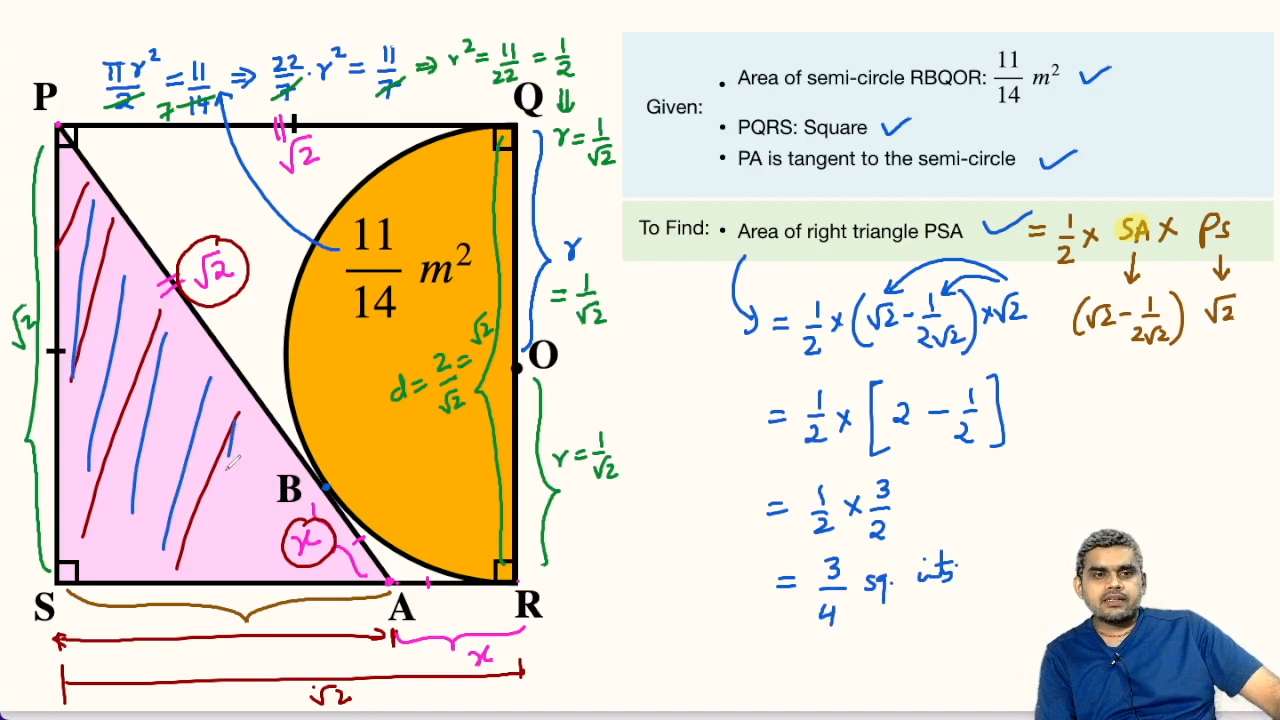 πr²/2 = 11/14 ⇒ 22/7 · r² = 11/7 ⇒ r² = 11/22 = 1/2
7
⇓
r = 1/√2
P
Q
= √2
11/14 m²
= √2
√2
d = 2/√2 = √2
r
= 1/√2
O
r = 1/√2
B
x
S
A
R
x
√2
Given:
• Area of semi-circle RBQOR: 11/14 m² ✓
• PQRS: Square ✓
• PA is tangent to the semi-circle ✓
To Find: • Area of right triangle PSA ✓ = 1/2 × SA × PS
(√2 - 1/2√2) √2
= 1/2 × (√2 - 1/2√2) × √2
= 1/2 × [2 - 1/2]
= 1/2 × 3/2
= 3/4 sq.